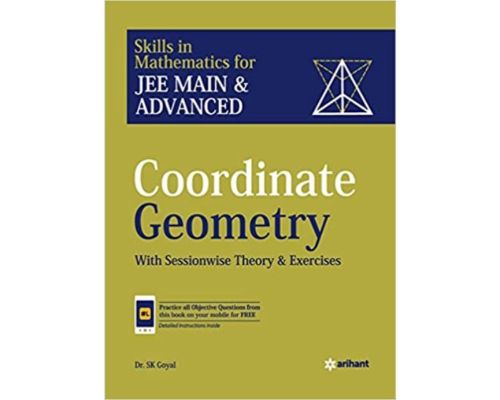 Skills in
Mathematics for
JEE MAIN &
ADVANCED
Coordinate
Geometry
With Sessionwise Theory & Exercises
Practice all Objective Questions from
this book on your mobile for FREE
Detailed Instructions Inside
Dr. SK Goyal
arihant